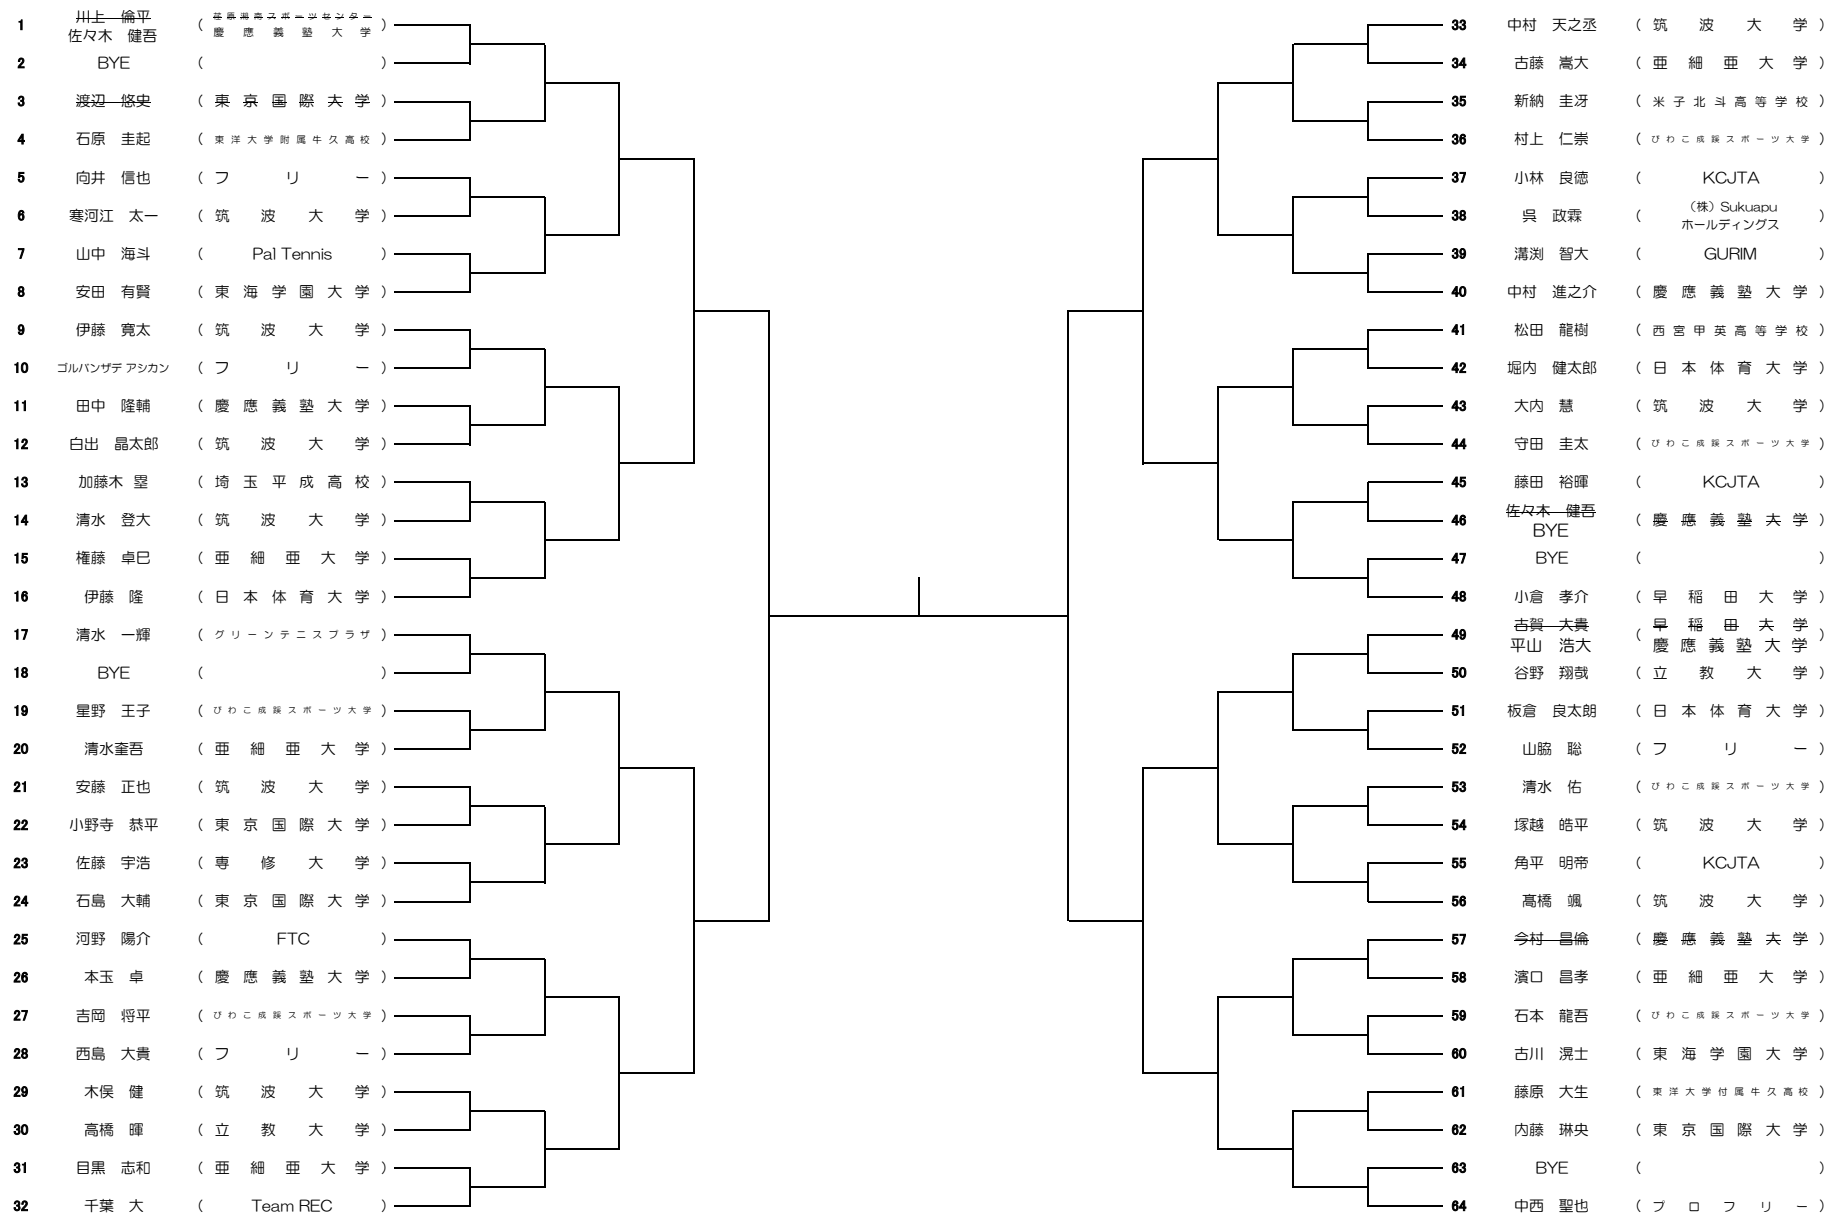 1 川上 倫平 ( 荏原湘南スポーツセンター
佐々木 健吾 慶應義塾大学 )
2 BYE ( )
3 渡辺 悠史 ( 東京国際大学 )
4 石原 圭起 ( 東洋大学附属牛久高校 )
5 向井 信也 ( フリー )
6 寒河江 太一 ( 筑波大学 )
7 山中 海斗 ( Pal Tennis )
8 安田 有賢 ( 東海学園大学 )
9 伊藤 寛太 ( 筑波大学 )
10 ゴルバンザデ アシカン ( フリー )
11 田中 隆輔 ( 慶應義塾大学 )
12 白出 晶太郎 ( 筑波大学 )
13 加藤木 塁 ( 埼玉平成高校 )
14 清水 登大 ( 筑波大学 )
15 権藤 卓巳 ( 亜細亜大学 )
16 伊藤 隆 ( 日本体育大学 )
17 清水 一輝 ( グリーンテニスプラザ )
18 BYE ( )
19 星野 王子 ( びわこ成蹊スポーツ大学 )
20 清水奎吾 ( 亜細亜大学 )
21 安藤 正也 ( 筑波大学 )
22 小野寺 恭平 ( 東京国際大学 )
23 佐藤 宇浩 ( 専修大学 )
24 石島 大輔 ( 東京国際大学 )
25 河野 陽介 ( FTC )
26 本玉 卓 ( 慶應義塾大学 )
27 吉岡 将平 ( びわこ成蹊スポーツ大学 )
28 西島 大貴 ( フリー )
29 木俣 健 ( 筑波大学 )
30 高橋 暉 ( 立教大学 )
31 目黒 志和 ( 亜細亜大学 )
32 千葉 大 ( Team REC )
33 中村 天之丞 ( 筑波大学 )
34 古藤 嵩大 ( 亜細亜大学 )
35 新納 圭冴 ( 米子北斗高等学校 )
36 村上 仁崇 ( びわこ成蹊スポーツ大学 )
37 小林 良徳 ( KCJTA )
38 呉 政霖 ( （株）Sukuapu
ホールディングス )
39 溝渕 智大 ( GURIM )
40 中村 進之介 ( 慶應義塾大学 )
41 松田 龍樹 ( 西宮甲英高等学校 )
42 堀内 健太郎 ( 日本体育大学 )
43 大内 慧 ( 筑波大学 )
44 守田 圭太 ( びわこ成蹊スポーツ大学 )
45 藤田 裕暉 ( KCJTA )
46 佐々木 健吾 ( 慶應義塾大学 )
BYE
47 BYE ( )
48 小倉 孝介 ( 早稲田大学 )
49 古賀 大貴 ( 早稲田大学
平山 浩大 慶應義塾大学 )
50 谷野 翔哉 ( 立教大学 )
51 板倉 良太朗 ( 日本体育大学 )
52 山脇 聡 ( フリー )
53 清水 佑 ( びわこ成蹊スポーツ大学 )
54 塚越 皓平 ( 筑波大学 )
55 角平 明帝 ( KCJTA )
56 髙橋 颯 ( 筑波大学 )
57 今村 昌倫 ( 慶應義塾大学 )
58 濱口 昌孝 ( 亜細亜大学 )
59 石本 龍吾 ( びわこ成蹊スポーツ大学 )
60 古川 滉士 ( 東海学園大学 )
61 藤原 大生 ( 東洋大学付属牛久高校 )
62 内藤 琳央 ( 東京国際大学 )
63 BYE ( )
64 中西 聖也 ( プロフリー )